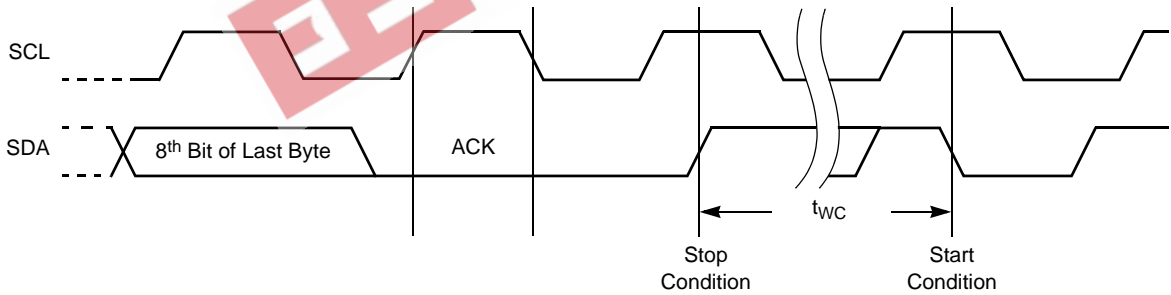 SCL
SDA
8th Bit of Last Byte
ACK
tWC
Stop
Condition
Start
Condition